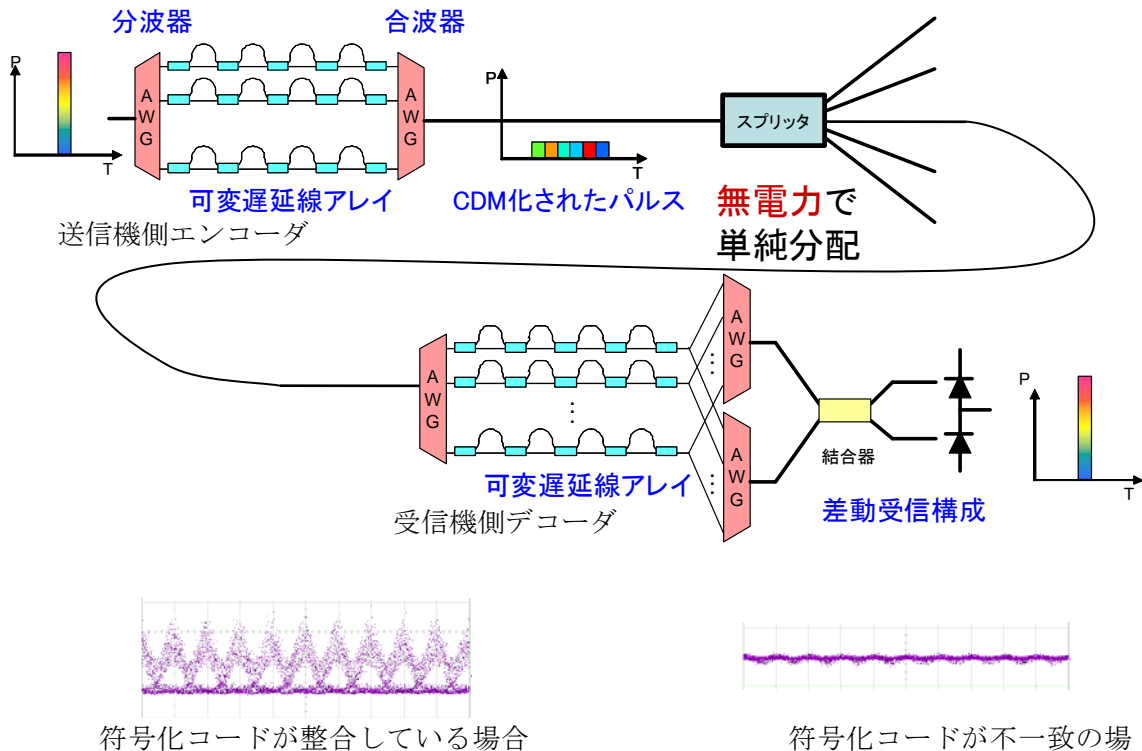 分波器
合波器
P
T
AWG
AWG
P
T
スプリッタ
可変遅延線アレイ
CDM化されたパルス
無電力で
単純分配
送信機側エンコーダ
AWG
AWG
AWG
⋮
⋮
⋮
結合器
P
T
可変遅延線アレイ
差動受信構成
受信機側デコーダ
符号化コードが整合している場合
符号化コードが不一致の場